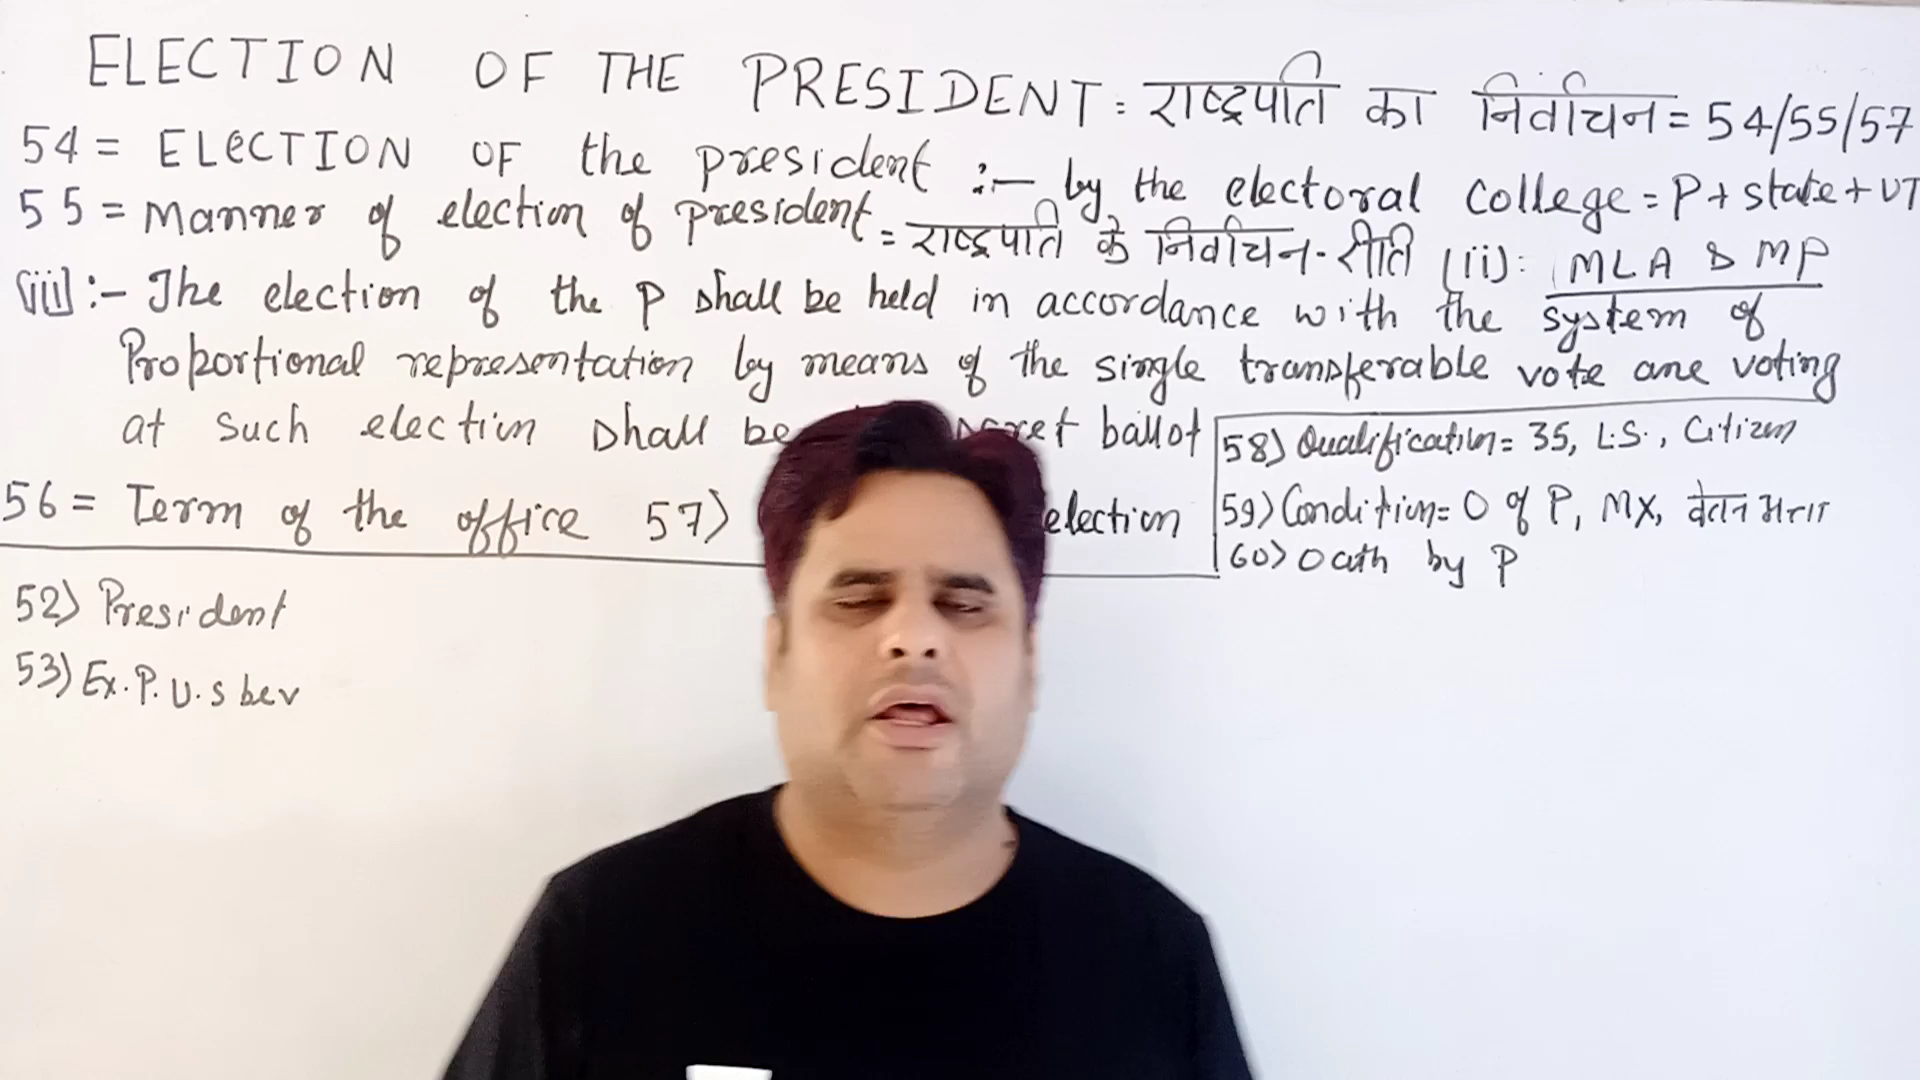 ELECTION OF THE PRESIDENT = राष्ट्रपति का निर्वाचन = 54/55/57
54 = ELECTION OF the president :- by the electoral college = P + state + UT
55 = Manner of election of president = राष्ट्रपति के निर्वाचन - रीति (ii): MLA & MP
(iii) :- The election of the P shall be held in accordance with the system of
Proportional representation by means of the single transferable vote ane voting
at such election shall be ballot
58) Qualification = 35, L.S., Citizen
56 = Term of the office 57) election
59) Condition = O of P, MX, वेतन भत्ता
60) Oath by P
52) President
53) Ex. P. U. s bev